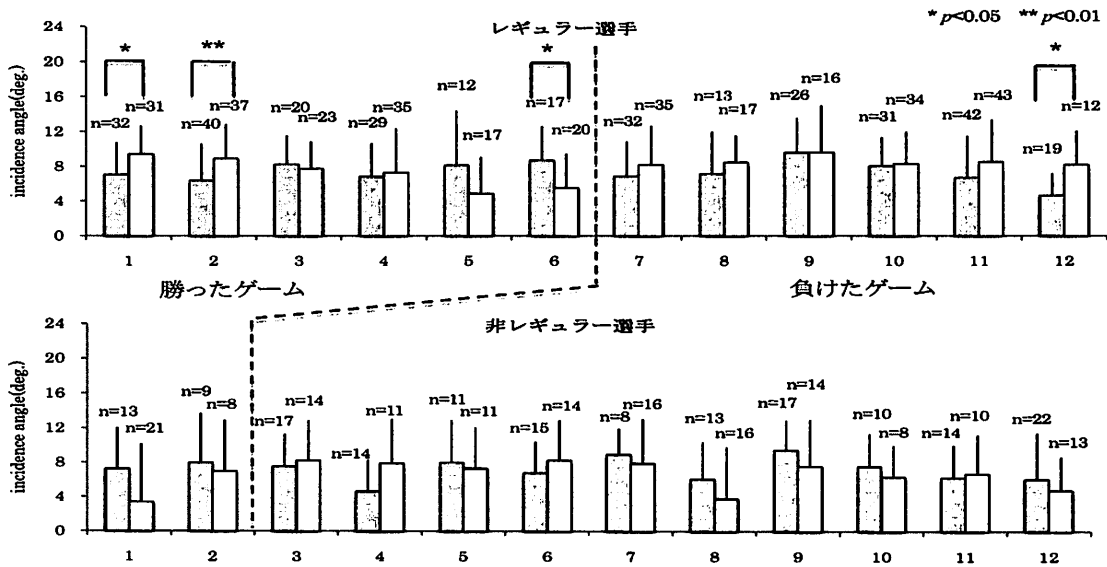 * p<0.05 ** p<0.01
レギュラー選手
24
20
16
12
8
4
0
incidence angle(deg.)
* ** * *
n=32 n=31 n=40 n=37 n=20 n=23 n=29 n=35 n=12 n=17 n=17 n=20 n=32 n=35 n=13 n=17 n=26 n=16 n=31 n=34 n=42 n=43 n=19 n=12
1 2 3 4 5 6 7 8 9 10 11 12
勝ったゲーム 負けたゲーム
非レギュラー選手
24
20
16
12
8
4
0
incidence angle(deg.)
n=13 n=21 n=9 n=8 n=17 n=14 n=14 n=11 n=11 n=11 n=15 n=14 n=8 n=16 n=13 n=16 n=17 n=14 n=10 n=8 n=14 n=10 n=22 n=13
1 2 3 4 5 6 7 8 9 10 11 12